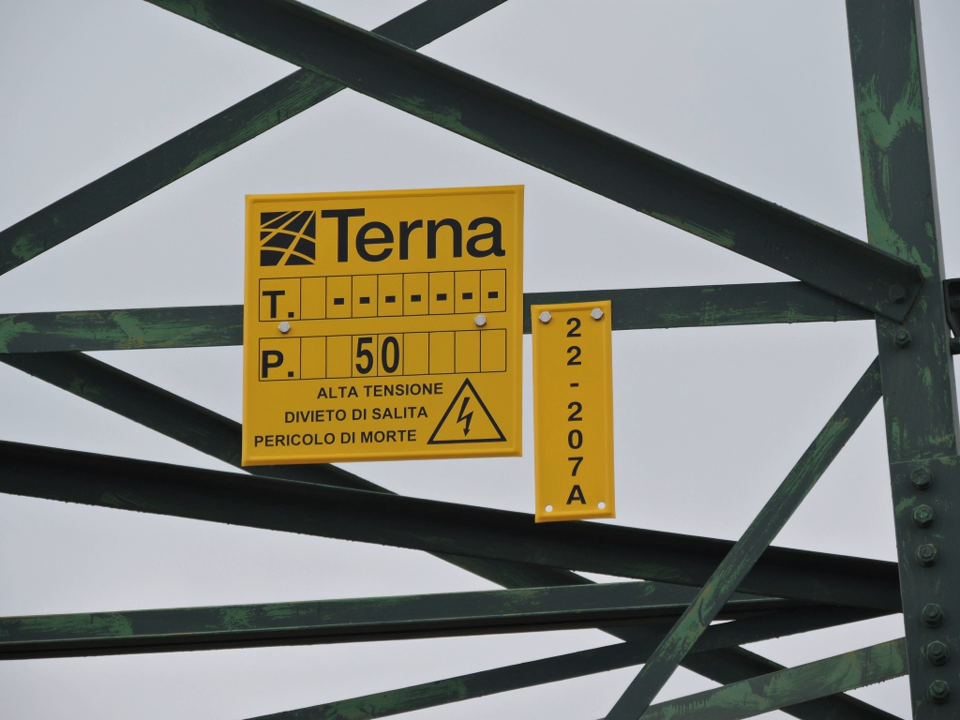 Terna
T. - - - - - - -
P. 50
ALTA TENSIONE
DIVIETO DI SALITA
PERICOLO DI MORTE
22-207A